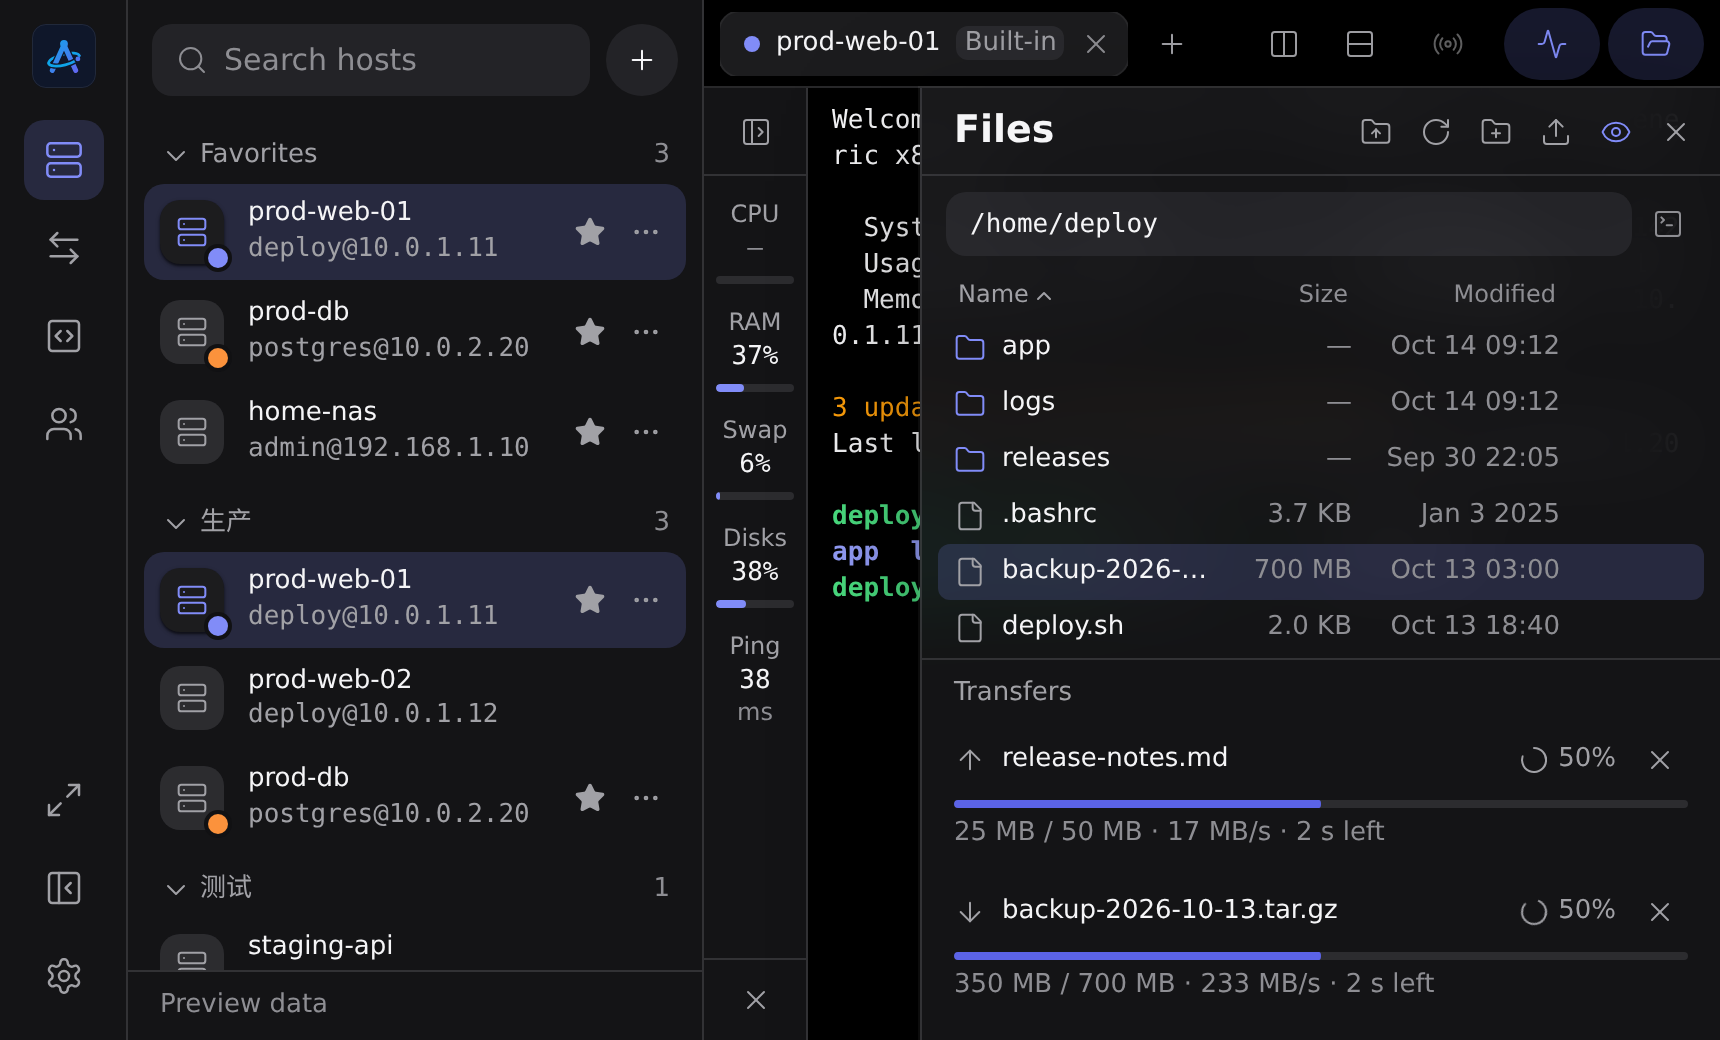 Search hosts
Favorites 3
prod-web-01
deploy@10.0.1.11
prod-db
postgres@10.0.2.20
home-nas
admin@192.168.1.10
生产 3
prod-web-01
deploy@10.0.1.11
prod-web-02
deploy@10.0.1.12
prod-db
postgres@10.0.2.20
测试 1
staging-api
Preview data
prod-web-01 Built-in
CPU
—
RAM
37%
Swap
6%
Disks
38%
Ping
38
ms
Welcom
ric x8
Syst
Usag
Memo
0.1.11
3 upda
Last l
deploy
app l
deploy
Files
/home/deploy
Name Size Modified
app — Oct 14 09:12
logs — Oct 14 09:12
releases — Sep 30 22:05
.bashrc 3.7 KB Jan 3 2025
backup-2026-... 700 MB Oct 13 03:00
deploy.sh 2.0 KB Oct 13 18:40
Transfers
release-notes.md 50%
25 MB / 50 MB · 17 MB/s · 2 s left
backup-2026-10-13.tar.gz 50%
350 MB / 700 MB · 233 MB/s · 2 s left